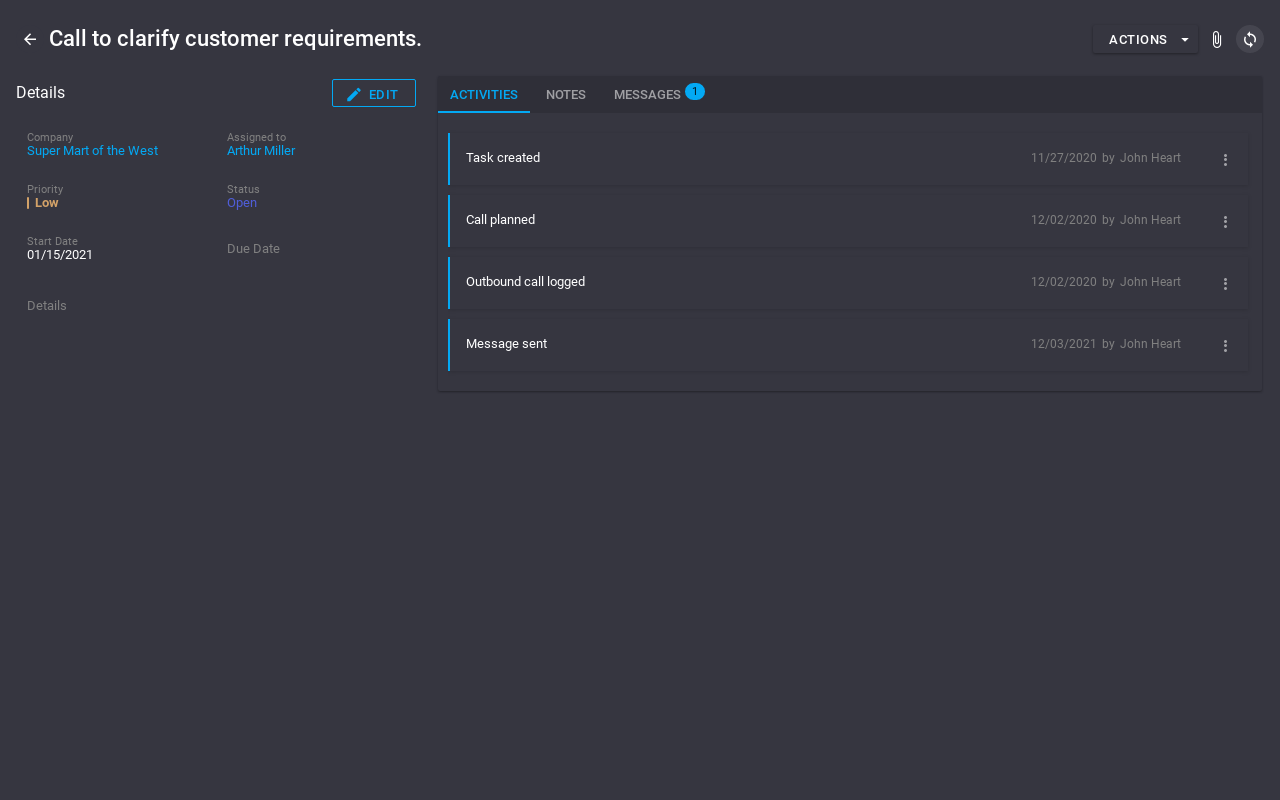 Call to clarify customer requirements.
ACTIONS
Details
EDIT
Company
Super Mart of the West
Assigned to
Arthur Miller
Priority
Low
Status
Open
Start Date
01/15/2021
Due Date
Details
ACTIVITIES NOTES MESSAGES 1
Task created 11/27/2020 by John Heart
Call planned 12/02/2020 by John Heart
Outbound call logged 12/02/2020 by John Heart
Message sent 12/03/2021 by John Heart